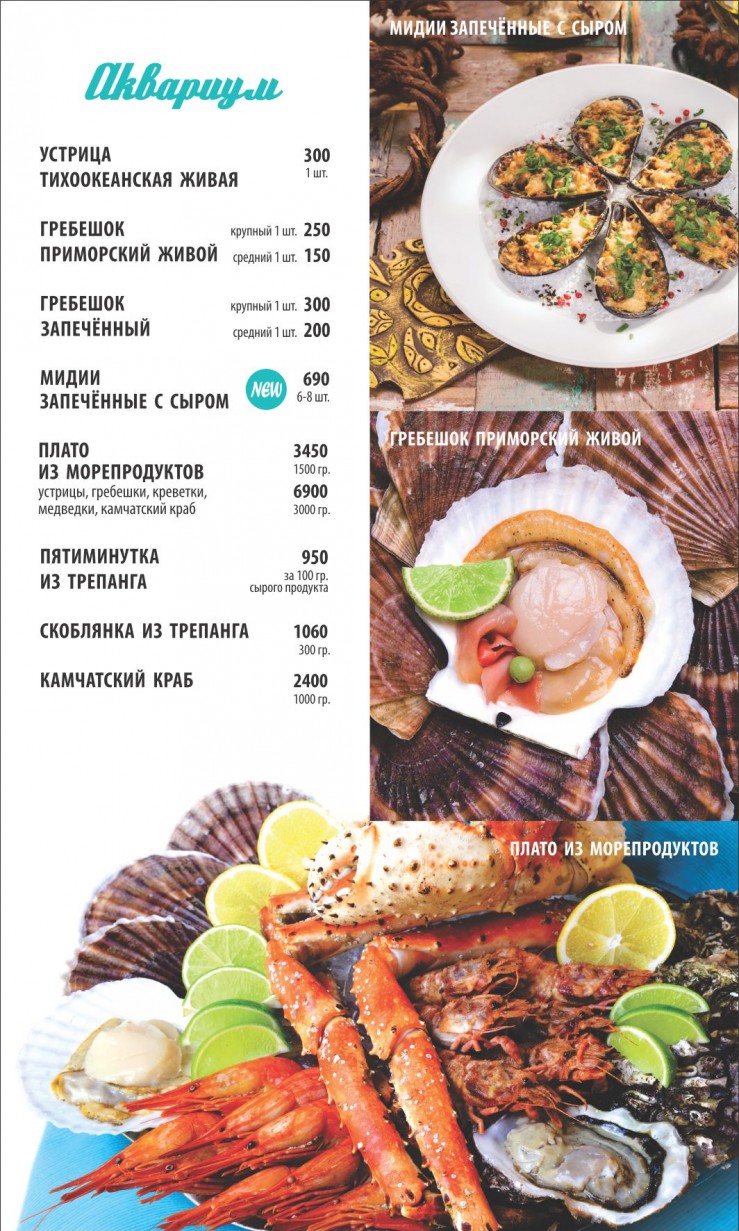 Аквариум
УСТРИЦА 300
ТИХООКЕАНСКАЯ ЖИВАЯ 1 шт.
ГРЕБЕШОК крупный 1 шт. 250
ПРИМОРСКИЙ ЖИВОЙ средний 1 шт. 150
ГРЕБЕШОК крупный 1 шт. 300
ЗАПЕЧЁННЫЙ средний 1 шт. 200
МИДИИ NEW 690
ЗАПЕЧЁННЫЕ С СЫРОМ 6-8 шт.
ПЛАТО 3450
ИЗ МОРЕПРОДУКТОВ 1500 гр.
устрицы, гребешки, креветки, 6900
медведки, камчатский краб 3000 гр.
ПЯТИМИНУТКА 950
ИЗ ТРЕПАНГА за 100 гр.
сырого продукта
СКОБЛЯНКА ИЗ ТРЕПАНГА 1060
300 гр.
КАМЧАТСКИЙ КРАБ 2400
1000 гр.
МИДИИ ЗАПЕЧЁННЫЕ С СЫРОМ
ГРЕБЕШОК ПРИМОРСКИЙ ЖИВОЙ
ПЛАТО ИЗ МОРЕПРОДУКТОВ